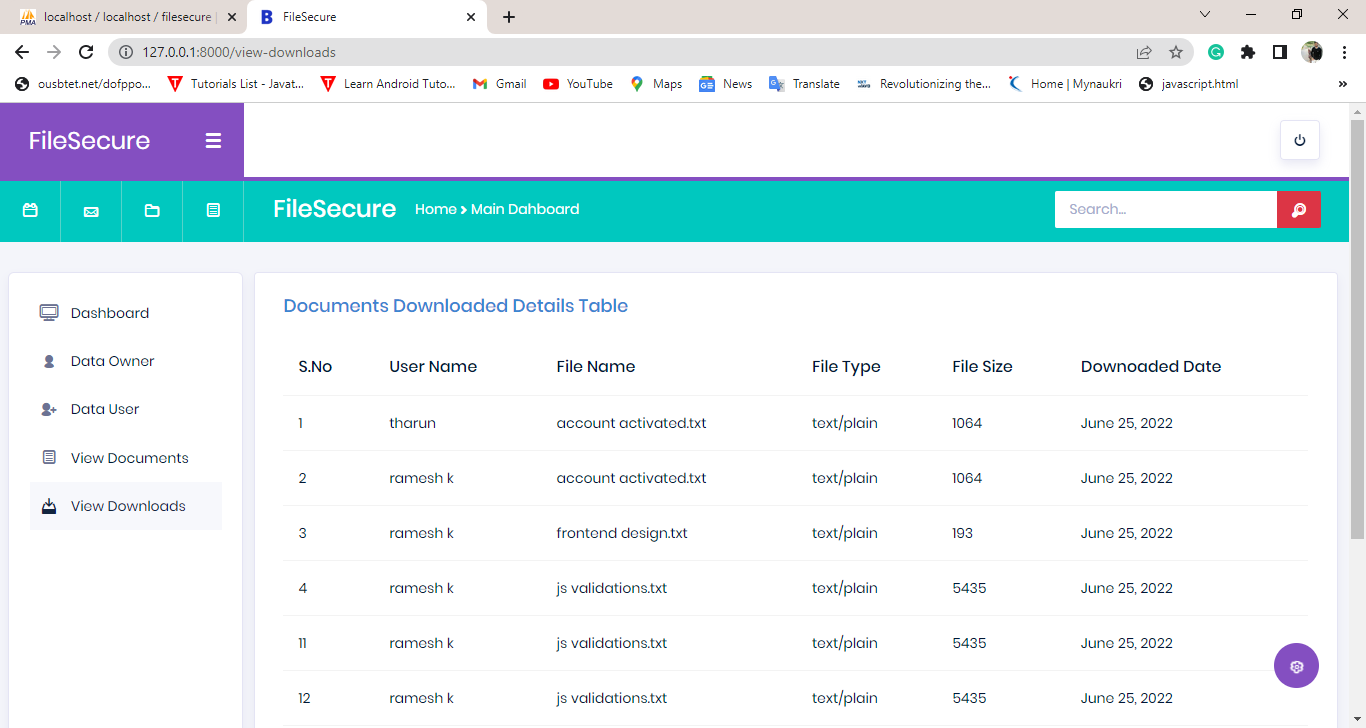 localhost / localhost / filesecure |
FileSecure
127.0.0.1:8000/view-downloads
ousbtet.net/dofppo...
Tutorials List - Javat...
Learn Android Tuto...
Gmail
YouTube
Maps
News
Translate
Revolutionizing the...
Home | Mynaukri
javascript.html
»
FileSecure
FileSecure Home Main Dahboard Search...
Dashboard
Data Owner
Data User
View Documents
View Downloads
Documents Downloaded Details Table
S.No User Name File Name File Type File Size Downoaded Date
1 tharun account activated.txt text/plain 1064 June 25, 2022
2 ramesh k account activated.txt text/plain 1064 June 25, 2022
3 ramesh k frontend design.txt text/plain 193 June 25, 2022
4 ramesh k js validations.txt text/plain 5435 June 25, 2022
11 ramesh k js validations.txt text/plain 5435 June 25, 2022
12 ramesh k js validations.txt text/plain 5435 June 25, 2022